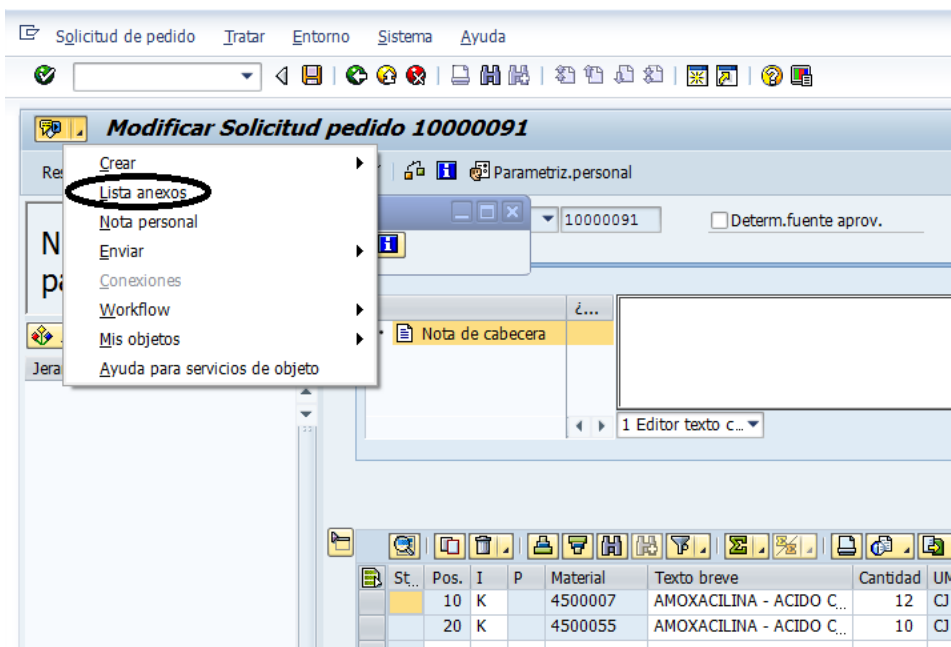 Solicitud de pedido Tratar Entorno Sistema Ayuda
Modificar Solicitud pedido 10000091
Crear
Lista anexos
Nota personal
Enviar
Conexiones
Workflow
Mis objetos
Ayuda para servicios de objeto
Parametriz.personal
10000091 Determ.fuente aprov.
¿...
Nota de cabecera
1 Editor texto c...
St... Pos. I P Material Texto breve Cantidad UM
10 K 4500007 AMOXACILINA - ACIDO C... 12 CJ
20 K 4500055 AMOXACILINA - ACIDO C... 10 CJ